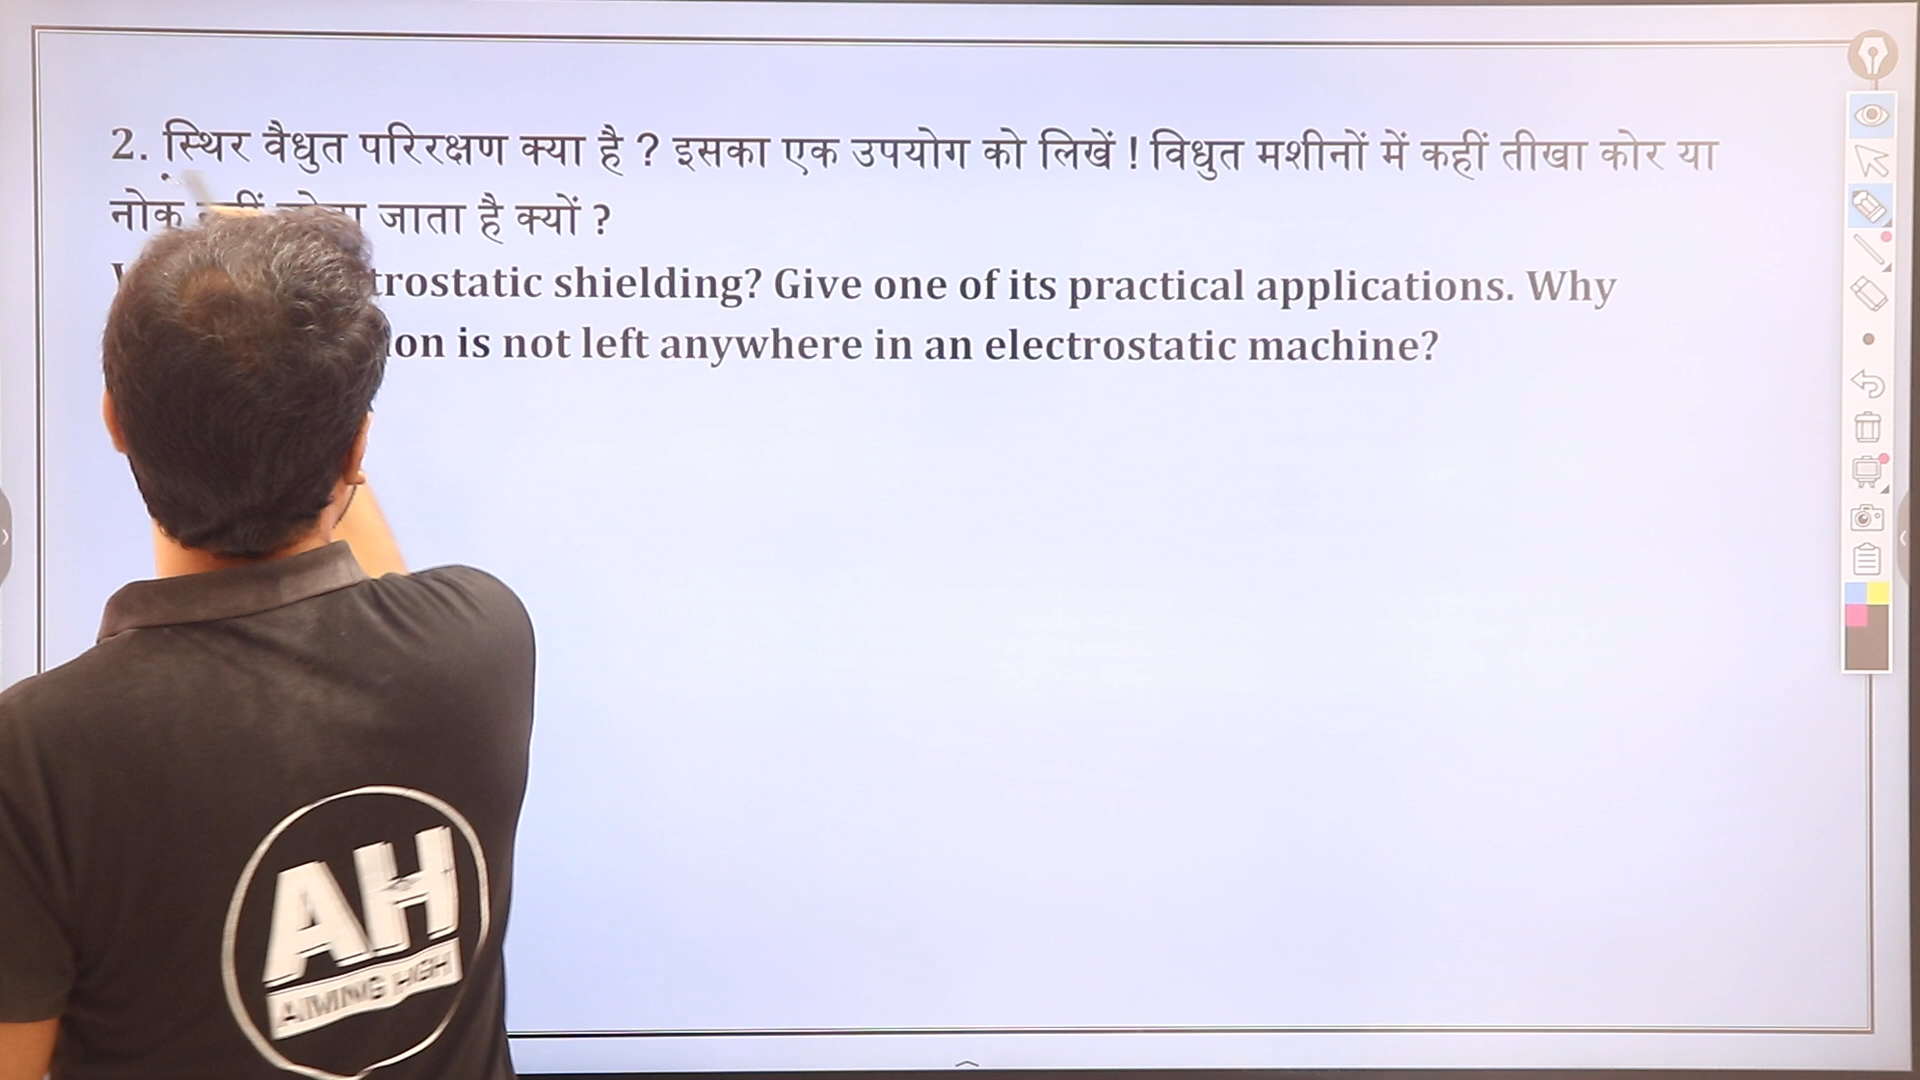 2. स्थिर वैधुत परिरक्षण क्या है ? इसका एक उपयोग को लिखें ! विधुत मशीनों में कहीं तीखा कोर या
नोक जाता है क्यों ?
trostatic shielding? Give one of its practical applications. Why
on is not left anywhere in an electrostatic machine?
AH
AIMING HIGH